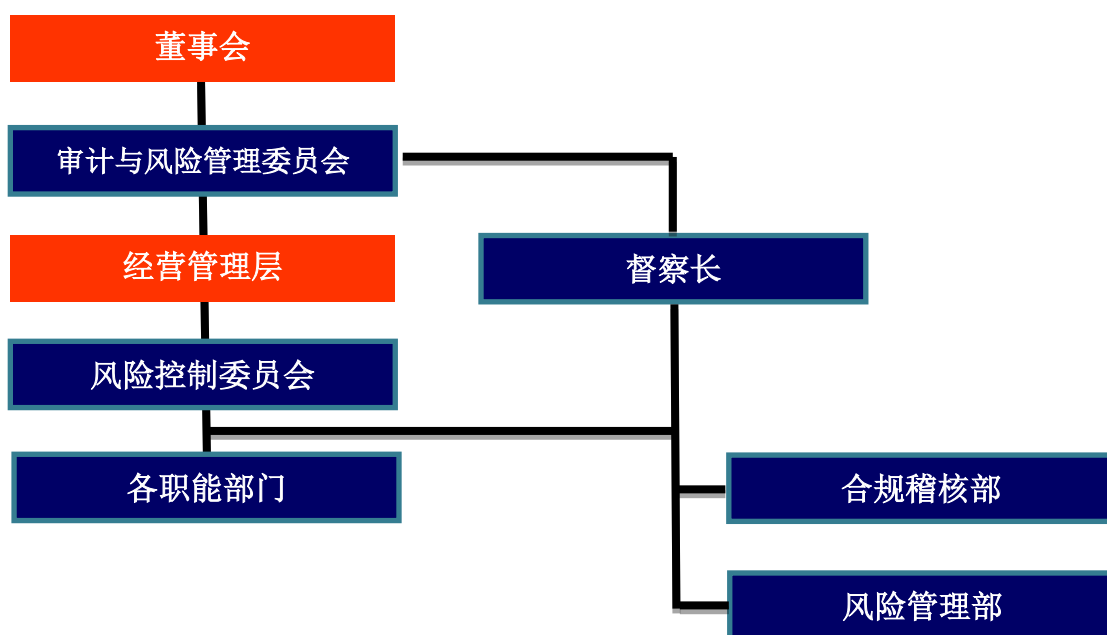 董事会
审计与风险管理委员会
经营管理层
督察长
风险控制委员会
各职能部门
合规稽核部
风险管理部